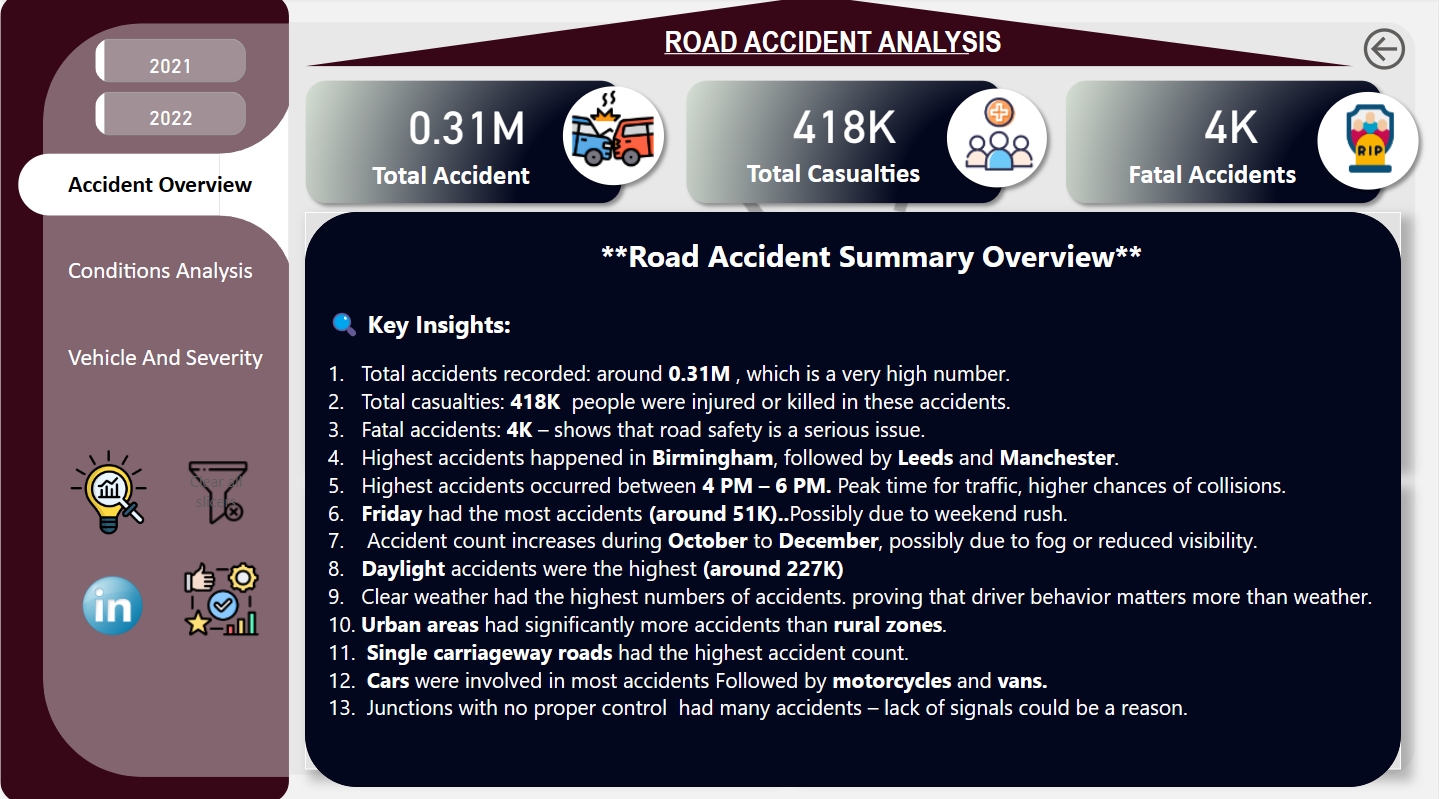 ROAD ACCIDENT ANALYSIS
2021
2022
Accident Overview
Conditions Analysis
Vehicle And Severity
Clear all
slicers
in
0.31M
Total Accident
418K
Total Casualties
4K
Fatal Accidents
RIP
**Road Accident Summary Overview**
Key Insights:
1. Total accidents recorded: around 0.31M , which is a very high number.
2. Total casualties: 418K  people were injured or killed in these accidents.
3. Fatal accidents: 4K – shows that road safety is a serious issue.
4. Highest accidents happened in Birmingham, followed by Leeds and Manchester.
5. Highest accidents occurred between 4 PM – 6 PM. Peak time for traffic, higher chances of collisions.
6. Friday had the most accidents (around 51K)..Possibly due to weekend rush.
7.  Accident count increases during October to December, possibly due to fog or reduced visibility.
8. Daylight accidents were the highest (around 227K)
9. Clear weather had the highest numbers of accidents. proving that driver behavior matters more than weather.
10. Urban areas had significantly more accidents than rural zones.
11. Single carriageway roads had the highest accident count.
12. Cars were involved in most accidents Followed by motorcycles and vans.
13. Junctions with no proper control  had many accidents – lack of signals could be a reason.